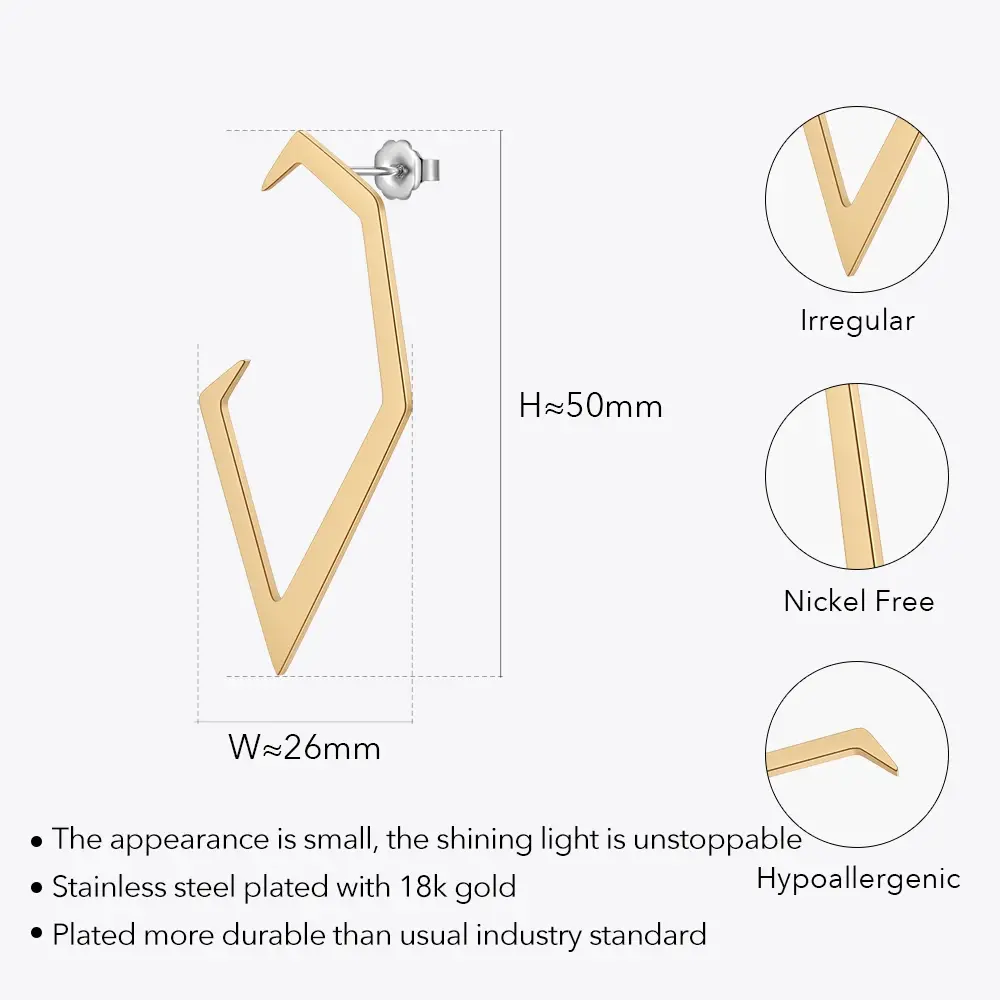 H≈50mm
W≈26mm
Irregular
Nickel Free
Hypoallergenic
• The appearance is small, the shining light is unstoppable
• Stainless steel plated with 18k gold
• Plated more durable than usual industry standard